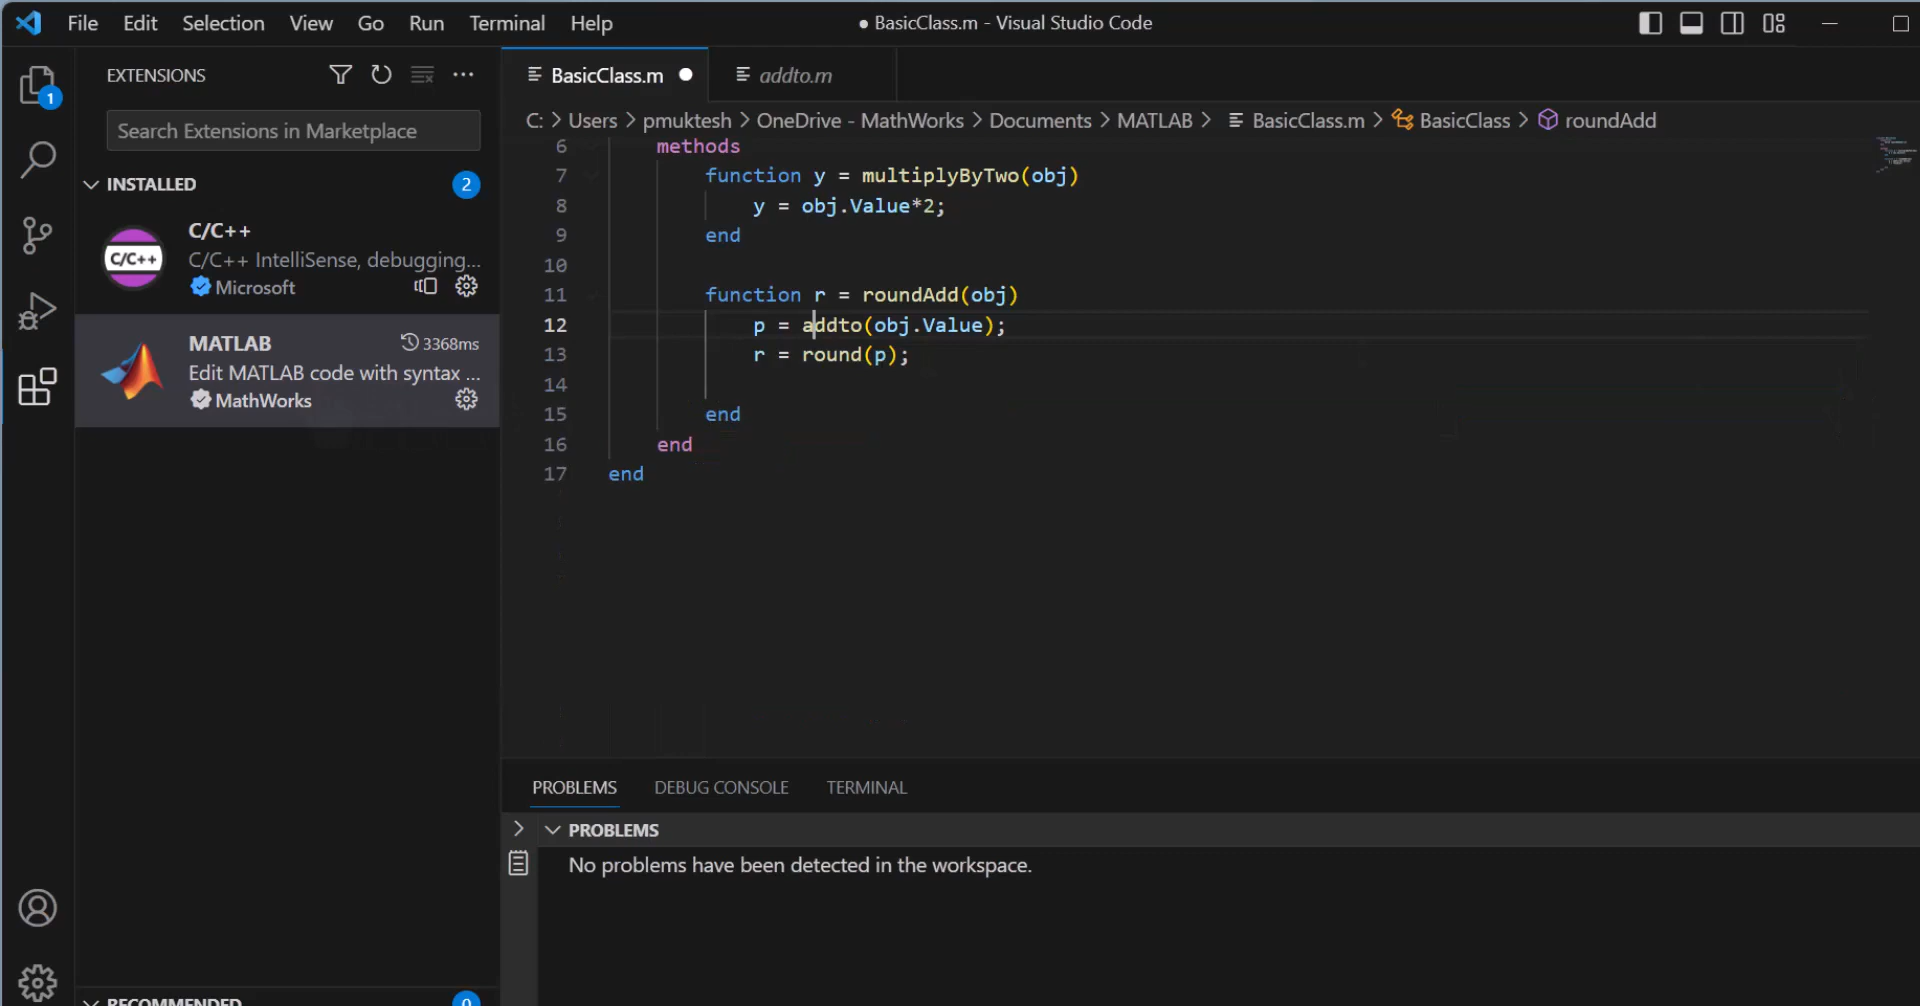 File Edit Selection View Go Run Terminal Help
● BasicClass.m - Visual Studio Code
1
EXTENSIONS
Search Extensions in Marketplace
INSTALLED
2
C/C++
C/C++
C/C++ IntelliSense, debugging...
Microsoft
MATLAB
3368ms
Edit MATLAB code with syntax ...
MathWorks
RECOMMENDED
0
BasicClass.m
addto.m
C: > Users > pmuktesh > OneDrive - MathWorks > Documents > MATLAB > BasicClass.m > BasicClass > roundAdd
6 methods
7 function y = multiplyByTwo(obj)
8 y = obj.Value*2;
9 end
10
11 function r = roundAdd(obj)
12 p = addto(obj.Value);
13 r = round(p);
14
15 end
16 end
17 end
PROBLEMS DEBUG CONSOLE TERMINAL
PROBLEMS
No problems have been detected in the workspace.